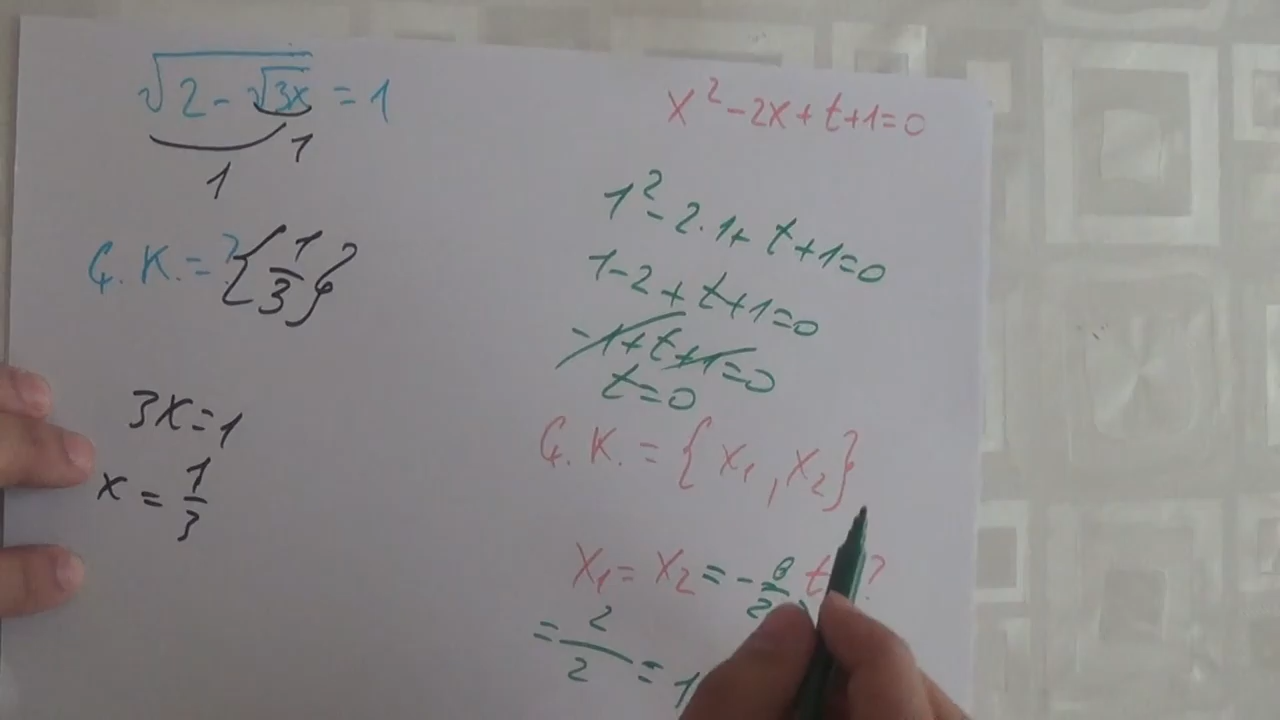 √(2 - √(3x)) = 1
1
1
Ç.K.= ? {1/3}
3x=1
x = 1/3
x² - 2x + t + 1 = 0
1² - 2.1 + t + 1 = 0
1 - 2 + t + 1 = 0
-1 + t + 1 = 0
t = 0
Ç.K. = {x₁, x₂}
x₁ = x₂ = - t ?
= 2/2 = 1